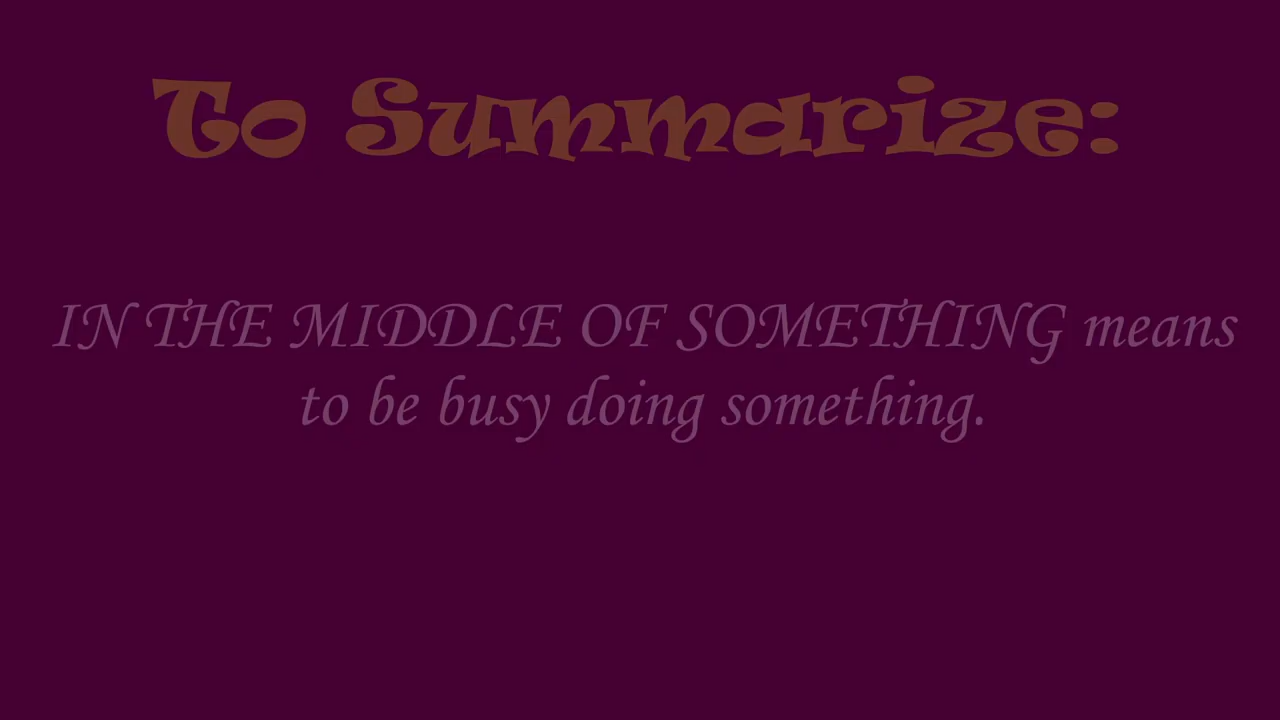 To Summarize:
IN THE MIDDLE OF SOMETHING means
to be busy doing something.